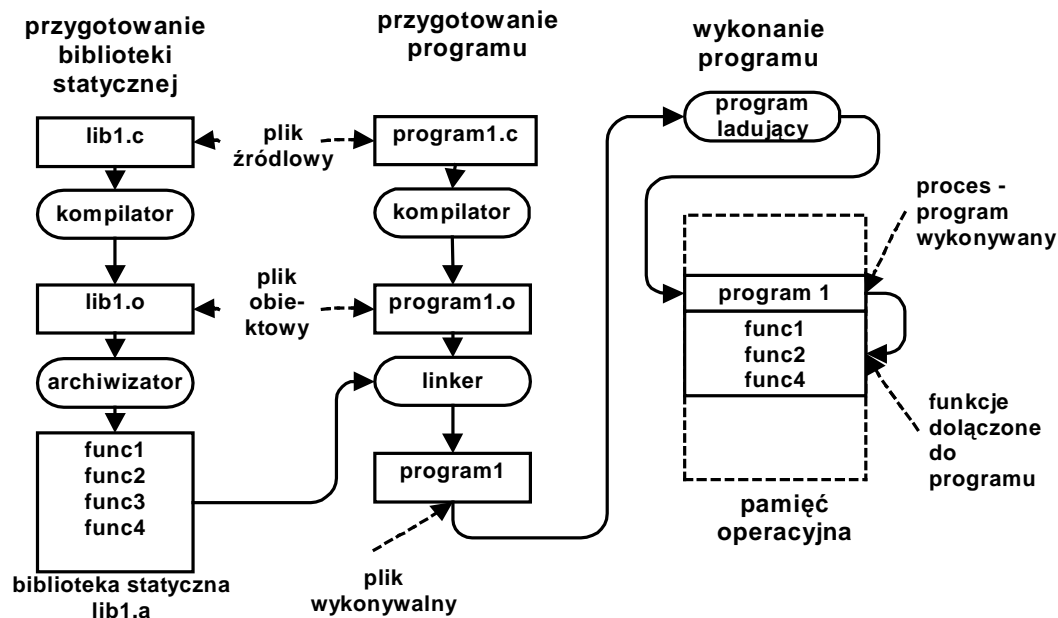 przygotowanie
biblioteki
statycznej
lib1.c
kompilator
lib1.o
archiwizator
func1
func2
func3
func4
biblioteka statyczna
lib1.a
plik
źródlowy
plik
obie-
ktowy
przygotowanie
programu
program1.c
kompilator
program1.o
linker
program1
plik
wykonywalny
wykonanie
programu
program
ladujący
proces -
program
wykonywany
program 1
func1
func2
func4
funkcje
dolączone
do
programu
pamięć
operacyjna